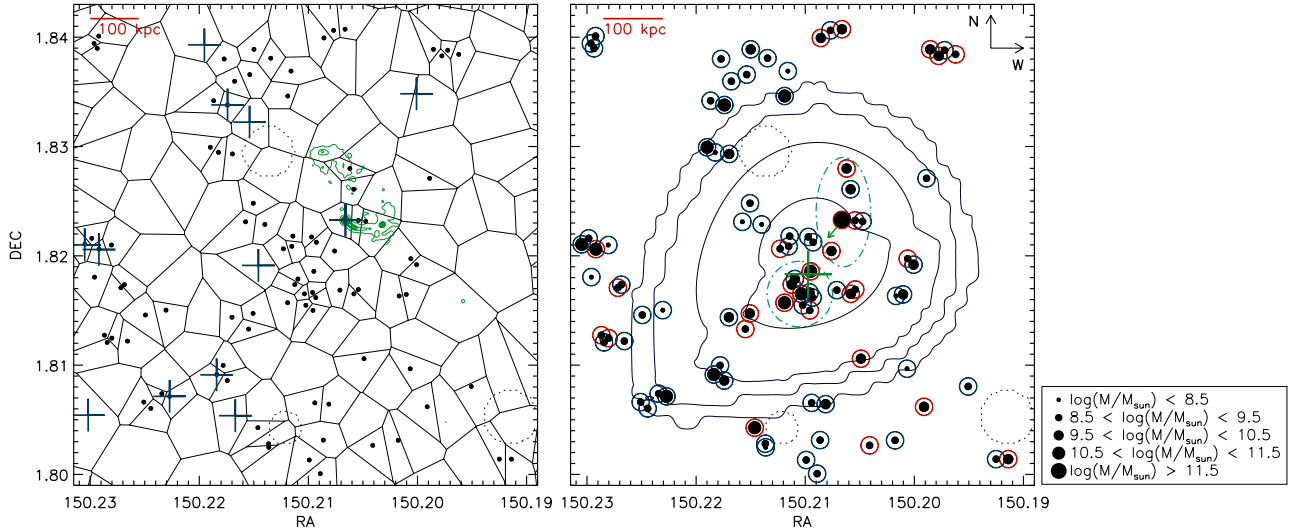 100 kpc
100 kpc
N
W
1.84
1.83
1.82
1.81
1.80
DEC
150.23
150.22
150.21
150.20
150.19
RA
150.23
150.22
150.21
150.20
150.19
RA
log(M/Msun) < 8.5
8.5 < log(M/Msun) < 9.5
9.5 < log(M/Msun) < 10.5
10.5 < log(M/Msun) < 11.5
log(M/Msun) > 11.5